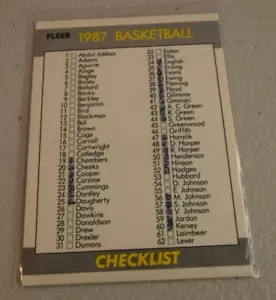 FLEER 1987 BASKETBALL
1 Abdul-Jabbar
2 Adams
3 Aguirre
4 Ainge
5 Bagley
6 Bailey
7 Ballard
8 Banks
9 Barkley
10 Benjamin
11 Bird
12 Blackman
13 Bol
14 Brown
15 Cage
16 Carroll
17 Cartwright
18 Catledge
19 Chambers
20 Cheeks
21 Cooper
22 Corzine
23 Cummings
24 Dantley
25 Daugherty
26 Davis
27 Dawkins
28 Donaldson
29 Drew
30 Drexler
31 Dumars
32 Eaton
33 Ellis
34 English
35 Erving
36 Evans
37 Ewing
38 Fleming
39 Floyd
40 Gilmore
41 Gminski
42 A. C. Green
43 R. Green
44 S. Green
45 Greenwood
46 Griffith
47 Hanzlik
48 D. Harper
49 R. Harper
50 Henderson
51 Hinson
52 Hodges
53 Hubbard
54 D. Johnson
55 E. Johnson
56 M. Johnson
57 S. Johnson
58 V. Johnson
59 Jordan
60 Kersey
61 Laimbeer
62 Lever
CHECKLIST